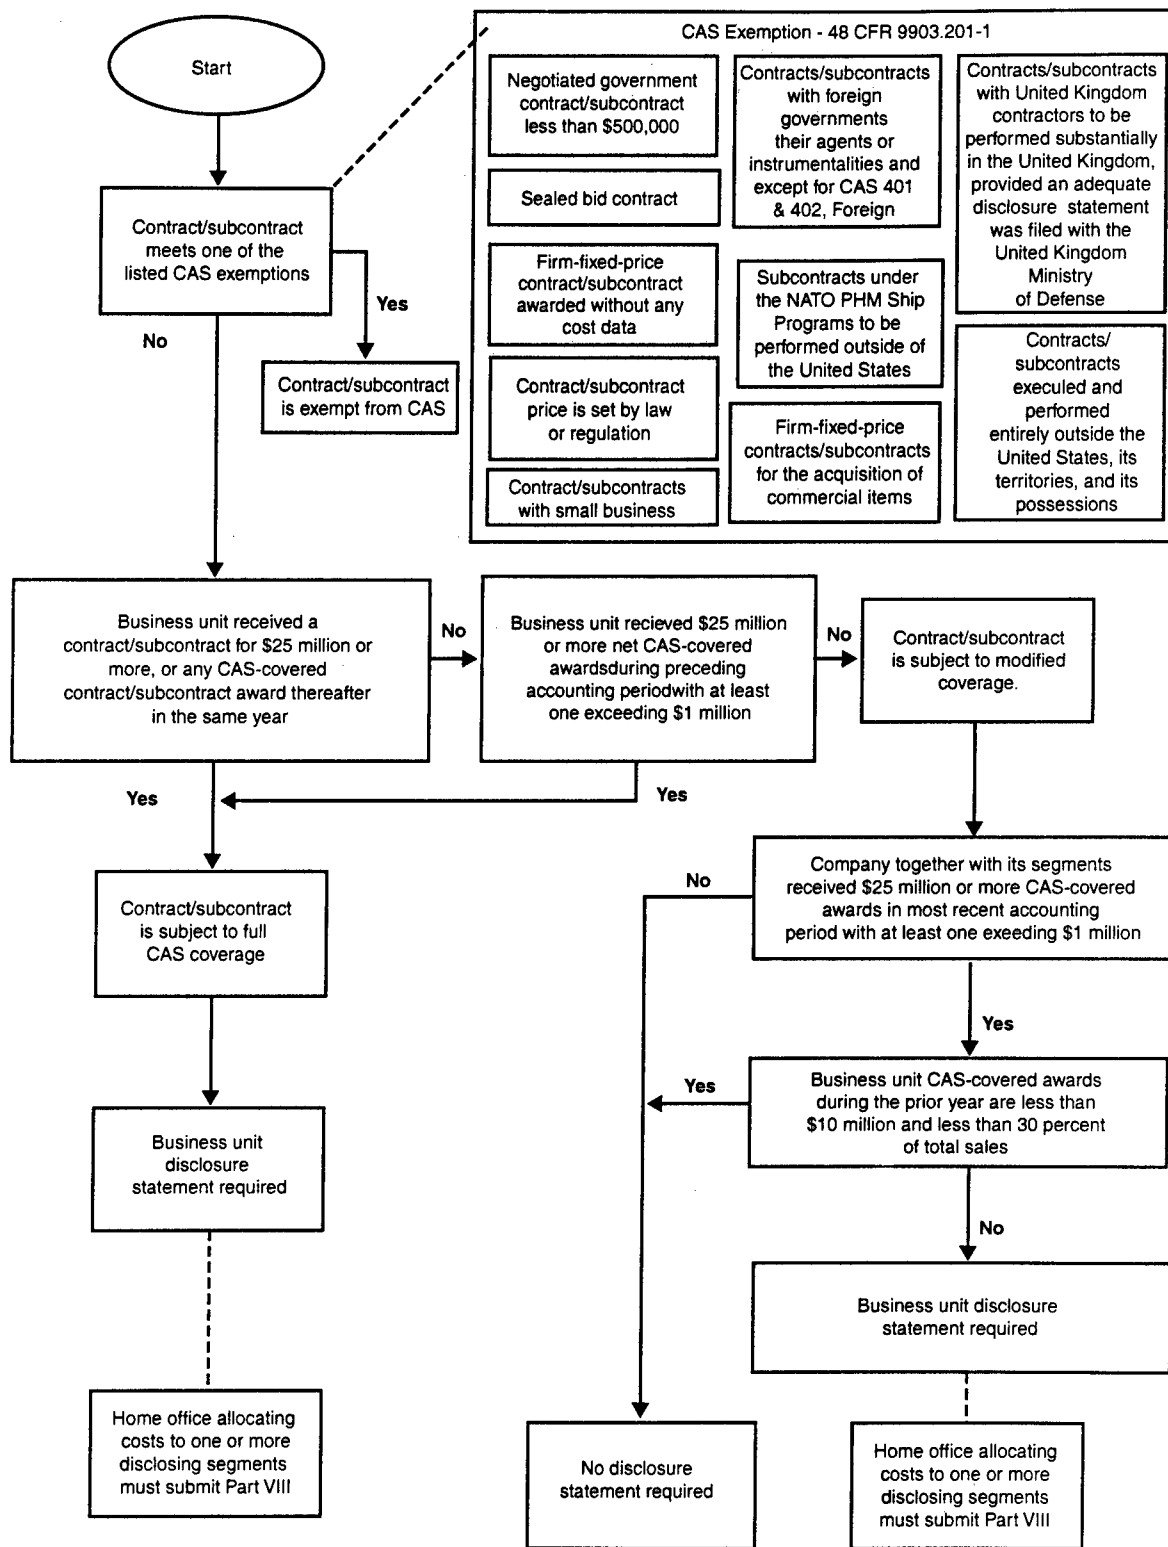 Start
CAS Exemption - 48 CFR 9903.201-1
Negotiated government
contract/subcontract
less than $500,000
Sealed bid contract
Firm-fixed-price
contract/subcontract
awarded without any
cost data
Contract/subcontract
price is set by law
or regulation
Contract/subcontracts
with small business
Contracts/subcontracts
with foreign
governments
their agents or
instrumentalities and
except for CAS 401
& 402, Foreign
Subcontracts under
the NATO PHM Ship
Programs to be
performed outside of
the United States
Firm-fixed-price
contracts/subcontracts
for the acquisition of
commercial items
Contracts/subcontracts
with United Kingdom
contractors to be
performed substantially
in the United Kingdom,
provided an adequate
disclosure statement
was filed with the
United Kingdom
Ministry
of Defense
Contracts/
subcontracts
execuled and
performed
entirely outside the
United States, its
territories, and its
possessions
Contract/subcontract
meets one of the
listed CAS exemptions
Yes
No
Contract/subcontract
is exempt from CAS
Business unit received a
contract/subcontract for $25 million or
more, or any CAS-covered
contract/subcontract award thereafter
in the same year
No
Business unit recieved $25 million
or more net CAS-covered
awardsduring preceding
accounting periodwith at least
one exceeding $1 million
No
Contract/subcontract
is subject to modified
coverage.
Yes
Yes
Contract/subcontract
is subject to full
CAS coverage
No
Company together with its segments
received $25 million or more CAS-covered
awards in most recent accounting
period with at least one exeeding $1 million
Yes
Yes
Business unit CAS-covered awards
during the prior year are less than
$10 million and less than 30 percent
of total sales
Business unit
disclosure
statement required
No
Business unit disclosure
statement required
Home office allocating
costs to one or more
disclosing segments
must submit Part VIII
No disclosure
statement required
Home office allocating
costs to one or more
disclosing segments
must submit Part VIII